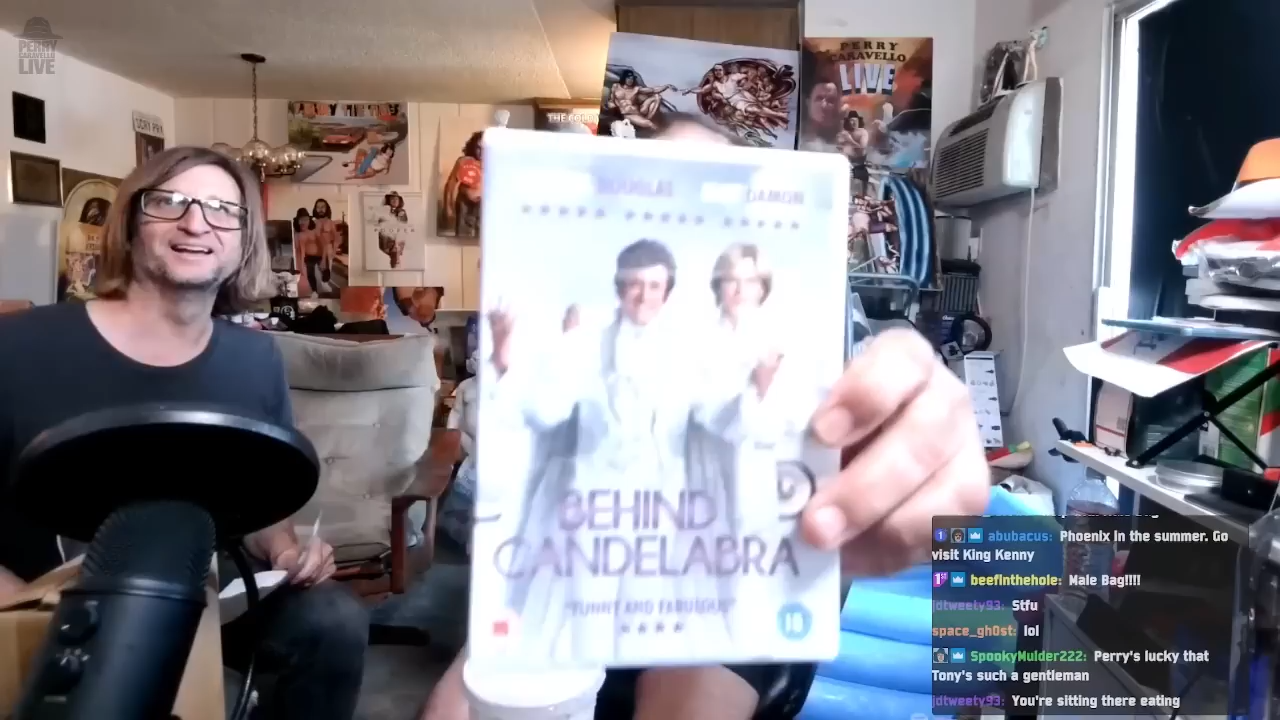 PERRY
CARAVELLO
LIVE
PERRY
CARAVELLO
LIVE
DOUGLAS DAMON
BEHIND
CANDELABRA
"FUNNY AND FABULOUS"
abubacus: Phoenix in the summer. Go
visit King Kenny
beefinthehole: Male Bag!!!!
jdtweety93: Stfu
space_gh0st: lol
SpookyMulder222: Perry's lucky that
Tony's such a gentleman
jdtweety93: You're sitting there eating